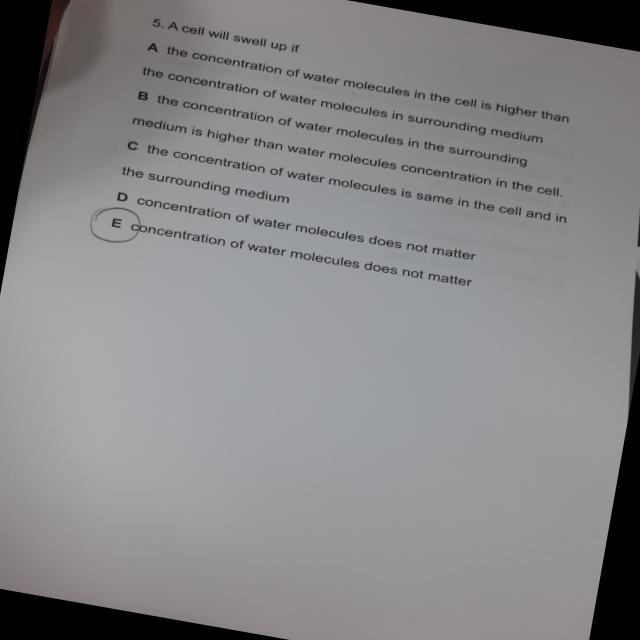 5. A cell will swell up if
A the concentration of water molecules in the cell is higher than
the concentration of water molecules in surrounding medium
B the concentration of water molecules in the surrounding
medium is higher than water molecules concentration in the cell.
C the concentration of water molecules is same in the cell and in
the surrounding medium
D concentration of water molecules does not matter
E concentration of water molecules does not matter